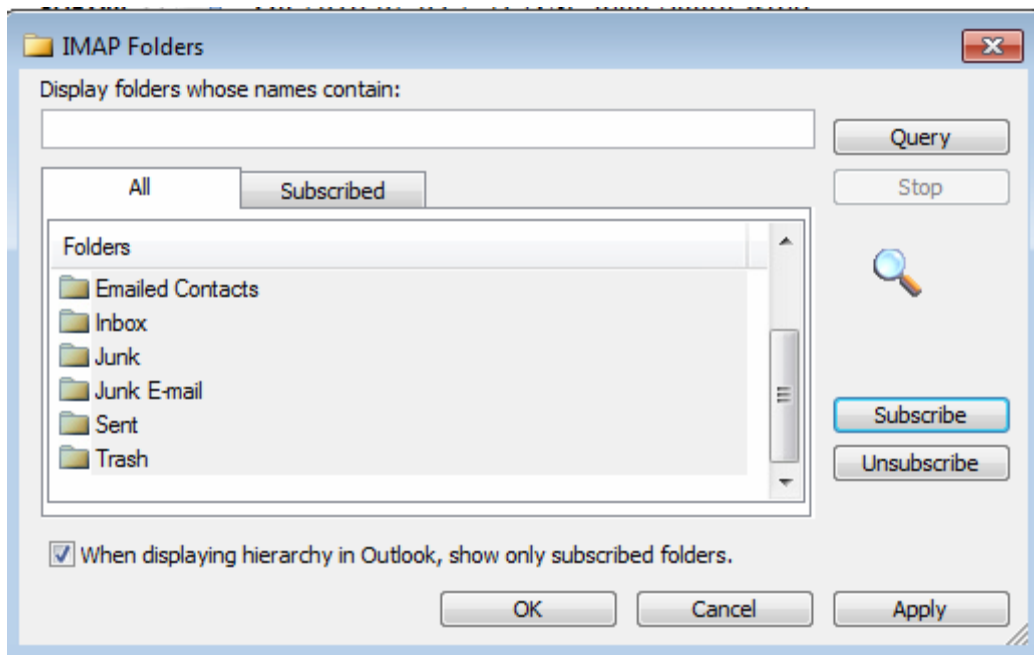 IMAP Folders
Display folders whose names contain:
Query
All
Subscribed
Stop
Folders
Emailed Contacts
Inbox
Junk
Junk E-mail
Sent
Trash
Subscribe
Unsubscribe
When displaying hierarchy in Outlook, show only subscribed folders.
OK
Cancel
Apply